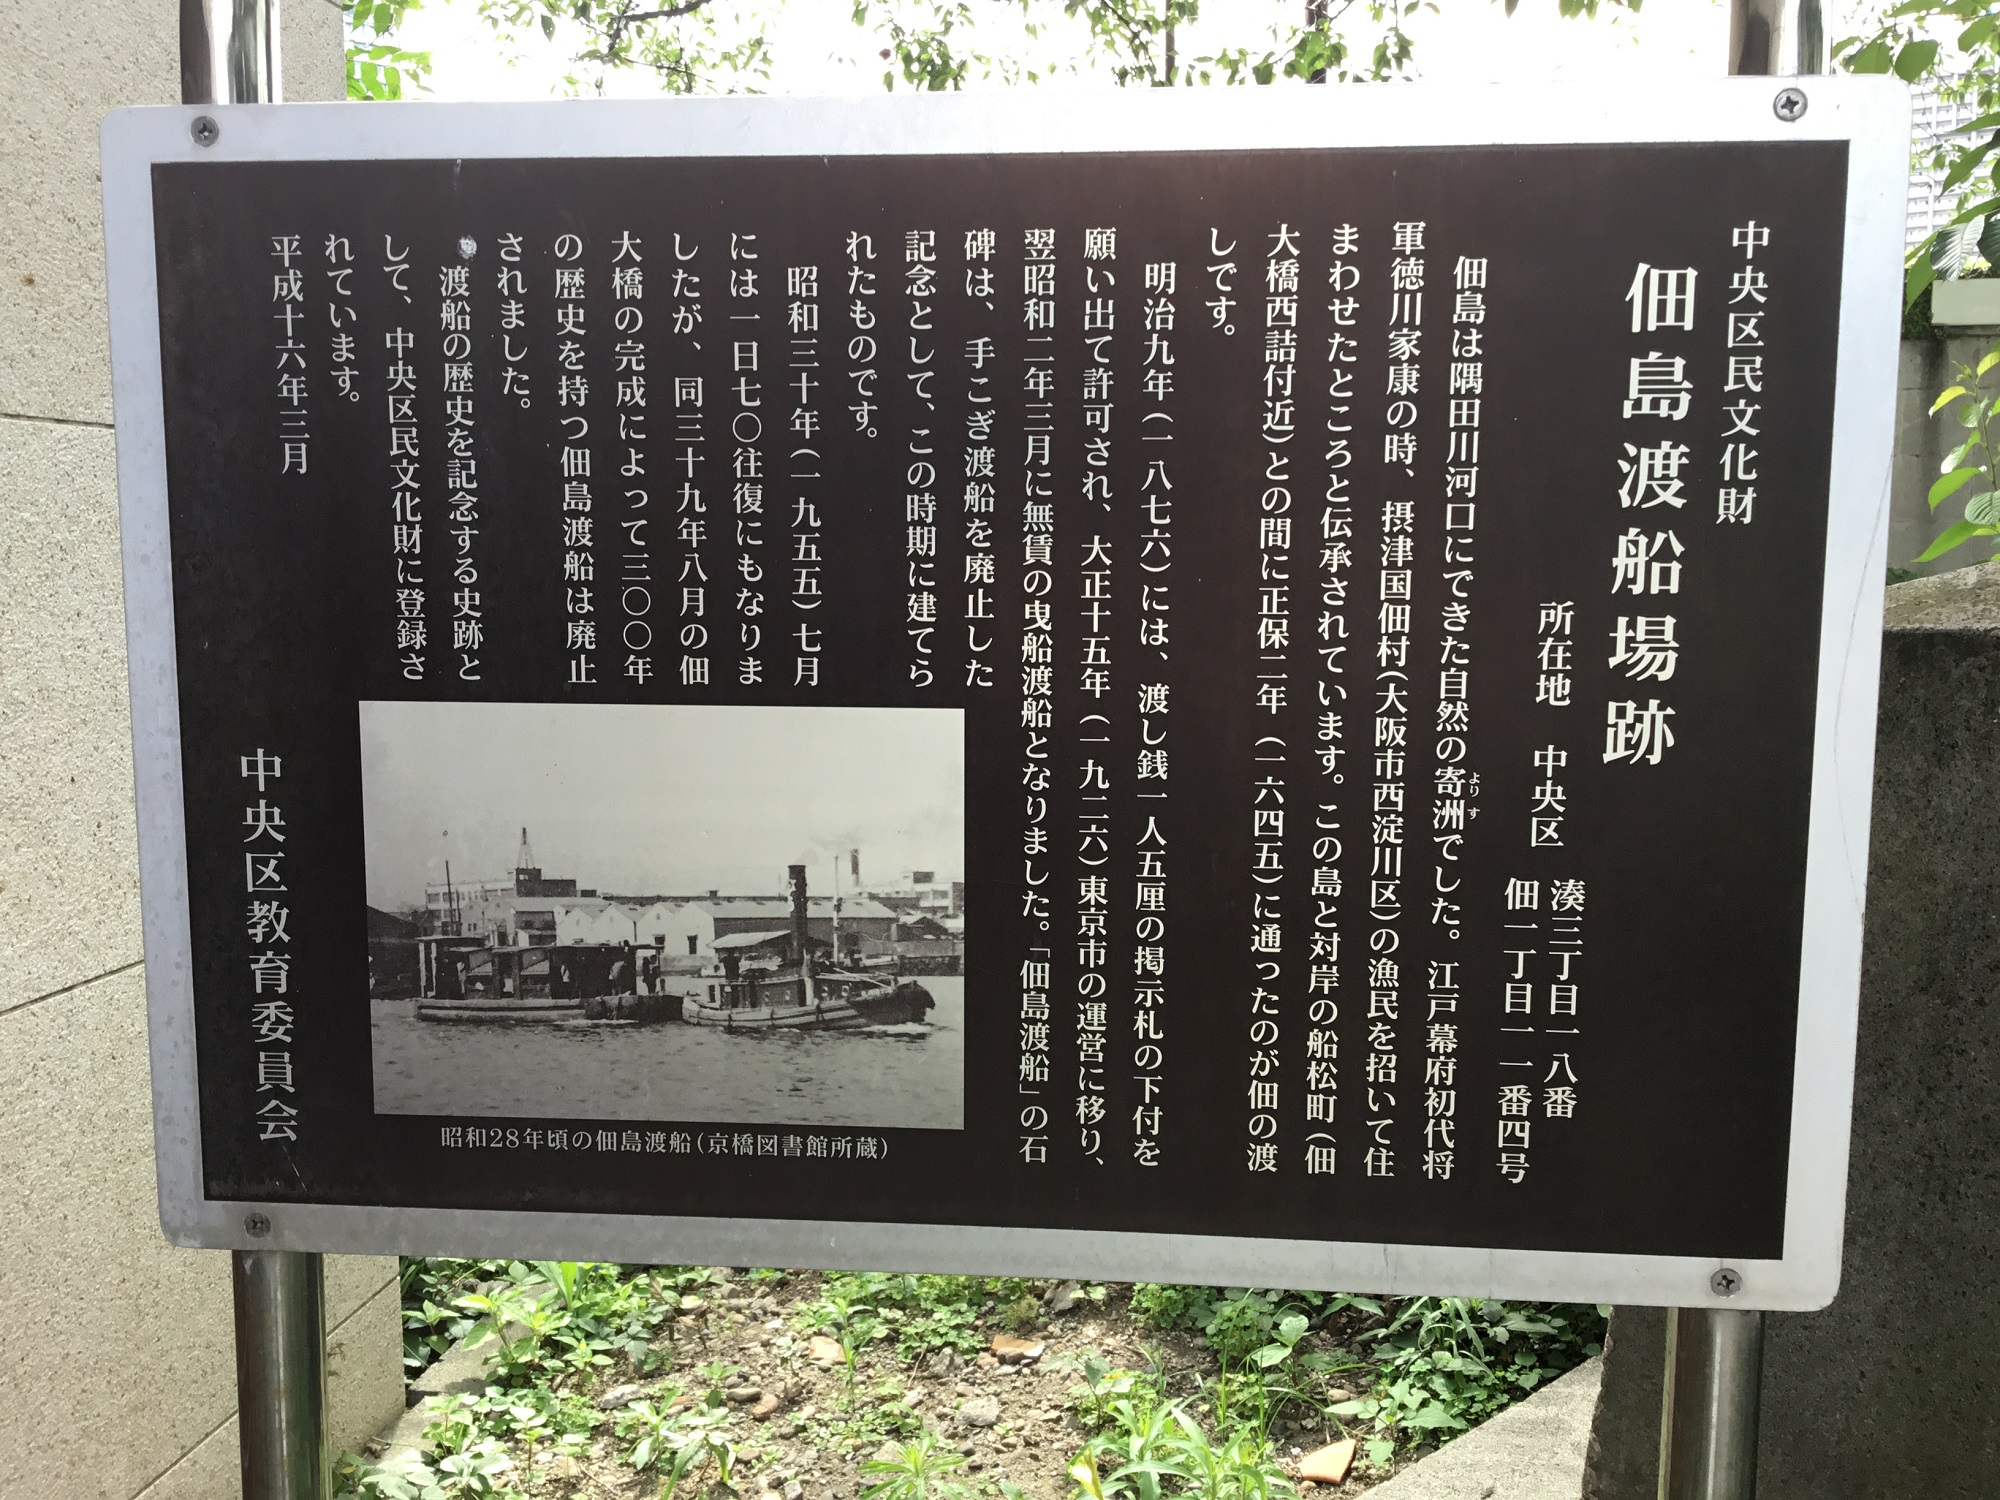 中央区民文化財
佃島渡船場跡
所在地　中央区　湊三丁目一八番
佃一丁目一一番四号
佃島は隅田川河口にできた自然の寄洲でした。江戸幕府初代将
よりす
軍徳川家康の時、摂津国佃村(大阪市西淀川区)の漁民を招いて住
まわせたところと伝承されています。この島と対岸の船松町(佃
大橋西詰付近)との間に正保二年(一六四五)に通ったのが佃の渡
しです。
明治九年(一八七六)には、渡し銭一人五厘の掲示札の下付を
願い出て許可され、大正十五年(一九二六)東京市の運営に移り、
翌昭和二年三月に無賃の曳船渡船となりました。「佃島渡船」の石
碑は、手こぎ渡船を廃止した
記念として、この時期に建てら
れたものです。
昭和三十年(一九五五)七月
には一日七〇往復にもなりま
したが、同三十九年八月の佃
大橋の完成によって三〇〇年
の歴史を持つ佃島渡船は廃止
されました。
渡船の歴史を記念する史跡と
して、中央区民文化財に登録さ
れています。
平成十六年三月
中央区教育委員会
昭和28年頃の佃島渡船(京橋図書館所蔵)